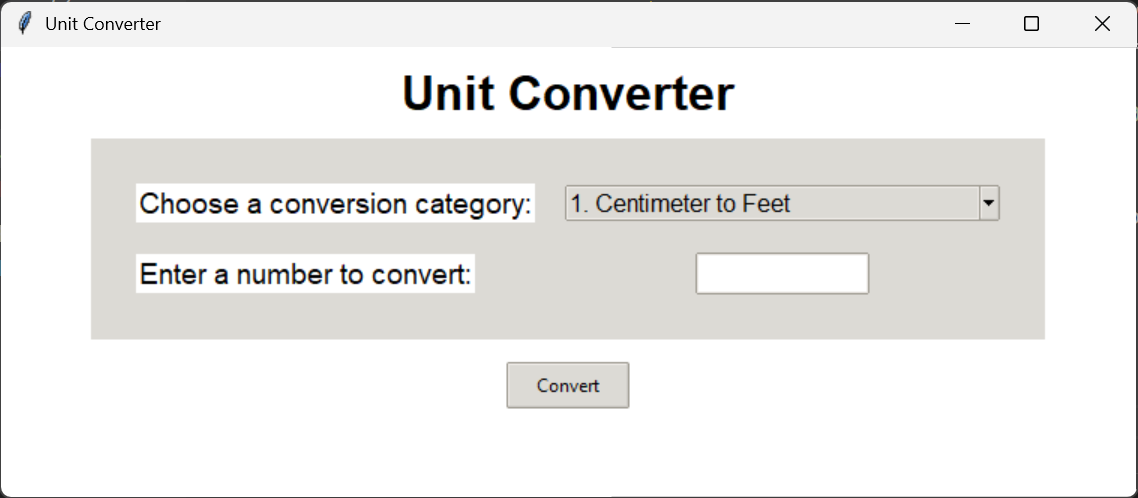 Unit Converter
Unit Converter
Choose a conversion category: 1. Centimeter to Feet
Enter a number to convert:
Convert